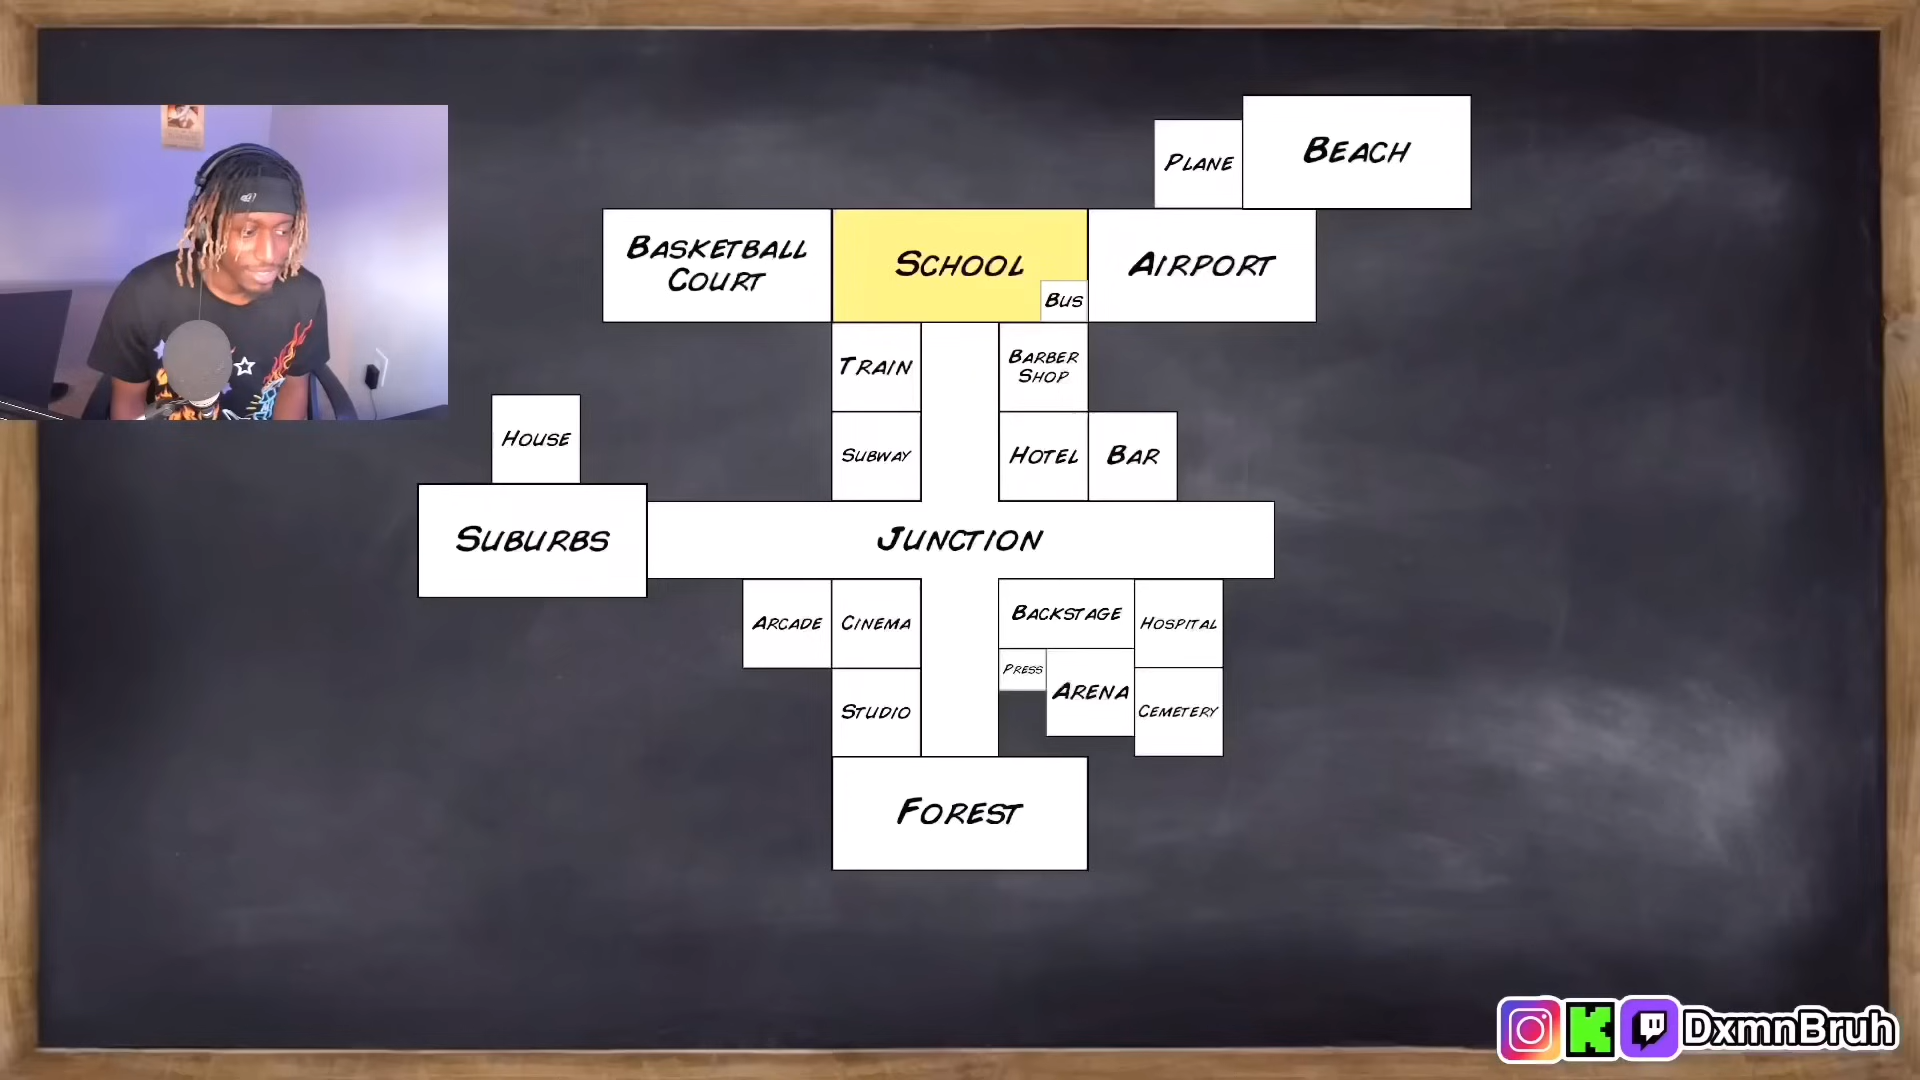 Plane
Beach
Basketball
Court
School
Bus
Airport
Train
Barber
Shop
House
Subway
Hotel
Bar
Suburbs
Junction
Arcade
Cinema
Backstage
Hospital
Press
Arena
Studio
Cemetery
Forest
DxmnBruh